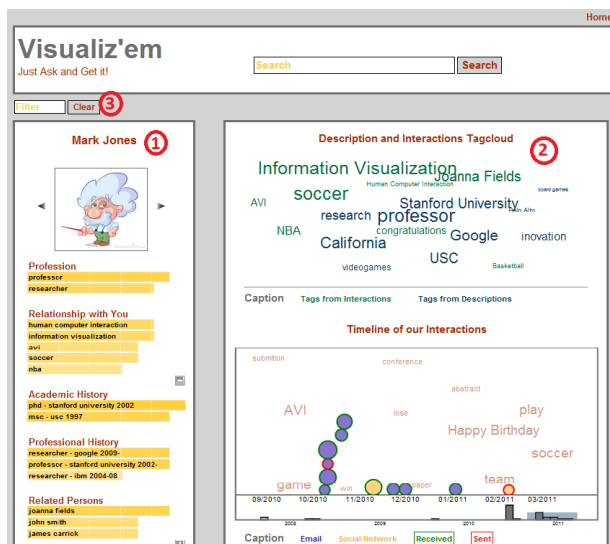 Home
Visualiz'em
Just Ask and Get it!
Search Search
Filter Clear 3
Mark Jones 1
Profession
professor
researcher
Relationship with You
human computer interaction
information visualization
avi
soccer
nba
Academic History
phd - stanford university 2002
msc - usc 1997
Professional History
researcher - google 2009-
professor - stanford university 2002-
researcher - ibm 2004-08
Related Persons
joanna fields
john smith
james carrick
Description and Interactions Tagcloud 2
Information Visualization
Joanna Fields
Human Computer Interaction
board games
soccer
AVI
Stanford University
Palo Alto
research
professor
NBA
congratulations
Google
inovation
California
USC
videogames
Basketball
Caption Tags from Interactions Tags from Descriptions
Timeline of our Interactions
submition
conference
abstract
AVI
lose
play
Happy Birthday
soccer
game
win
paper
team
09/2010 10/2010 11/2010 12/2010 01/2011 02/2011 03/2011
2008 2009 2010 2011
Caption Email Social Network Received Sent